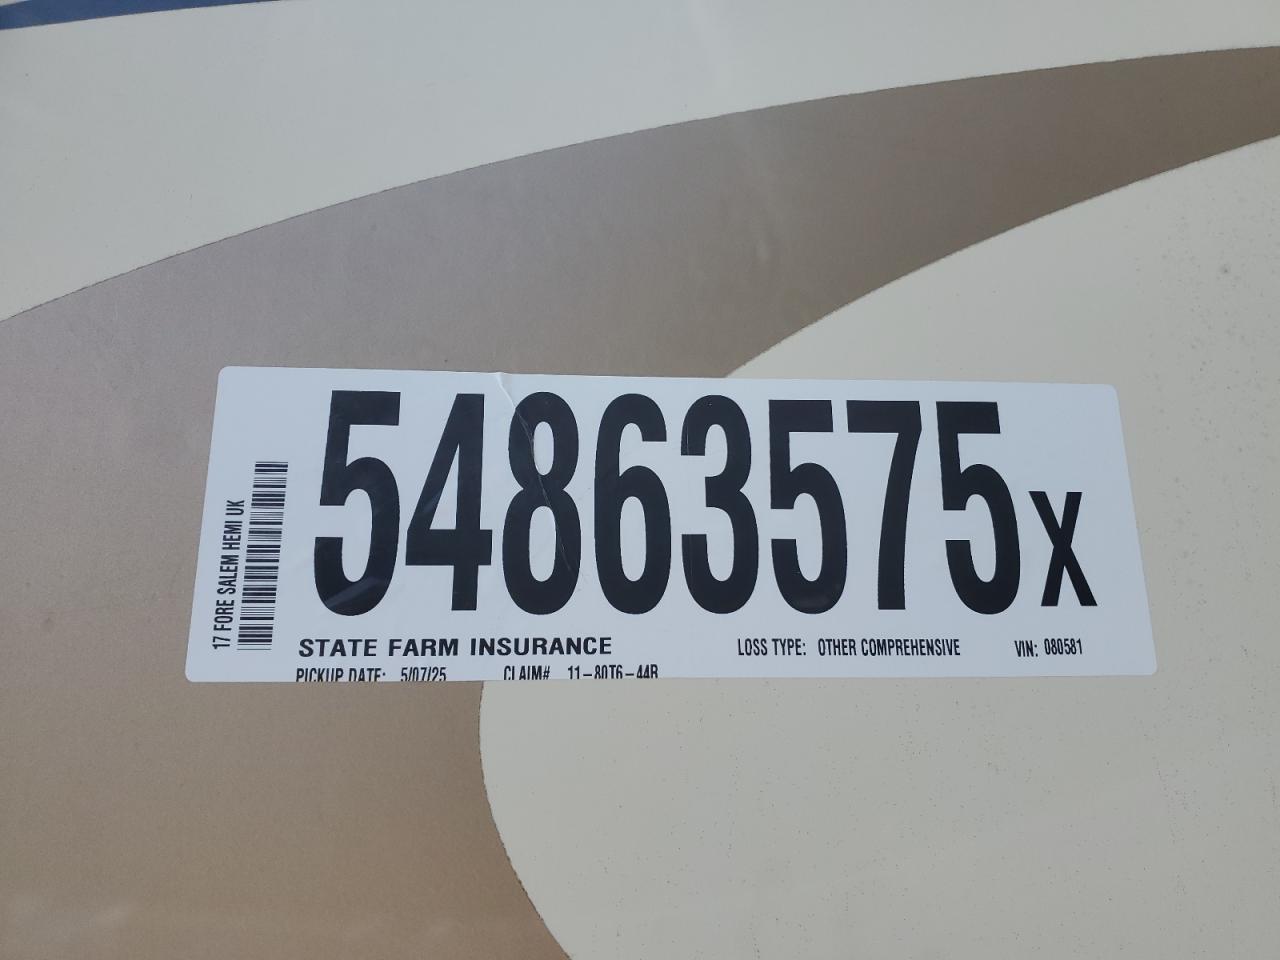 54863575X
17 FORE SALEM HEMI UK
STATE FARM INSURANCE
LOSS TYPE: OTHER COMPREHENSIVE
VIN: 080581
PICKUP DATE: 5/07/25
CLAIM# 11-80T6-44R